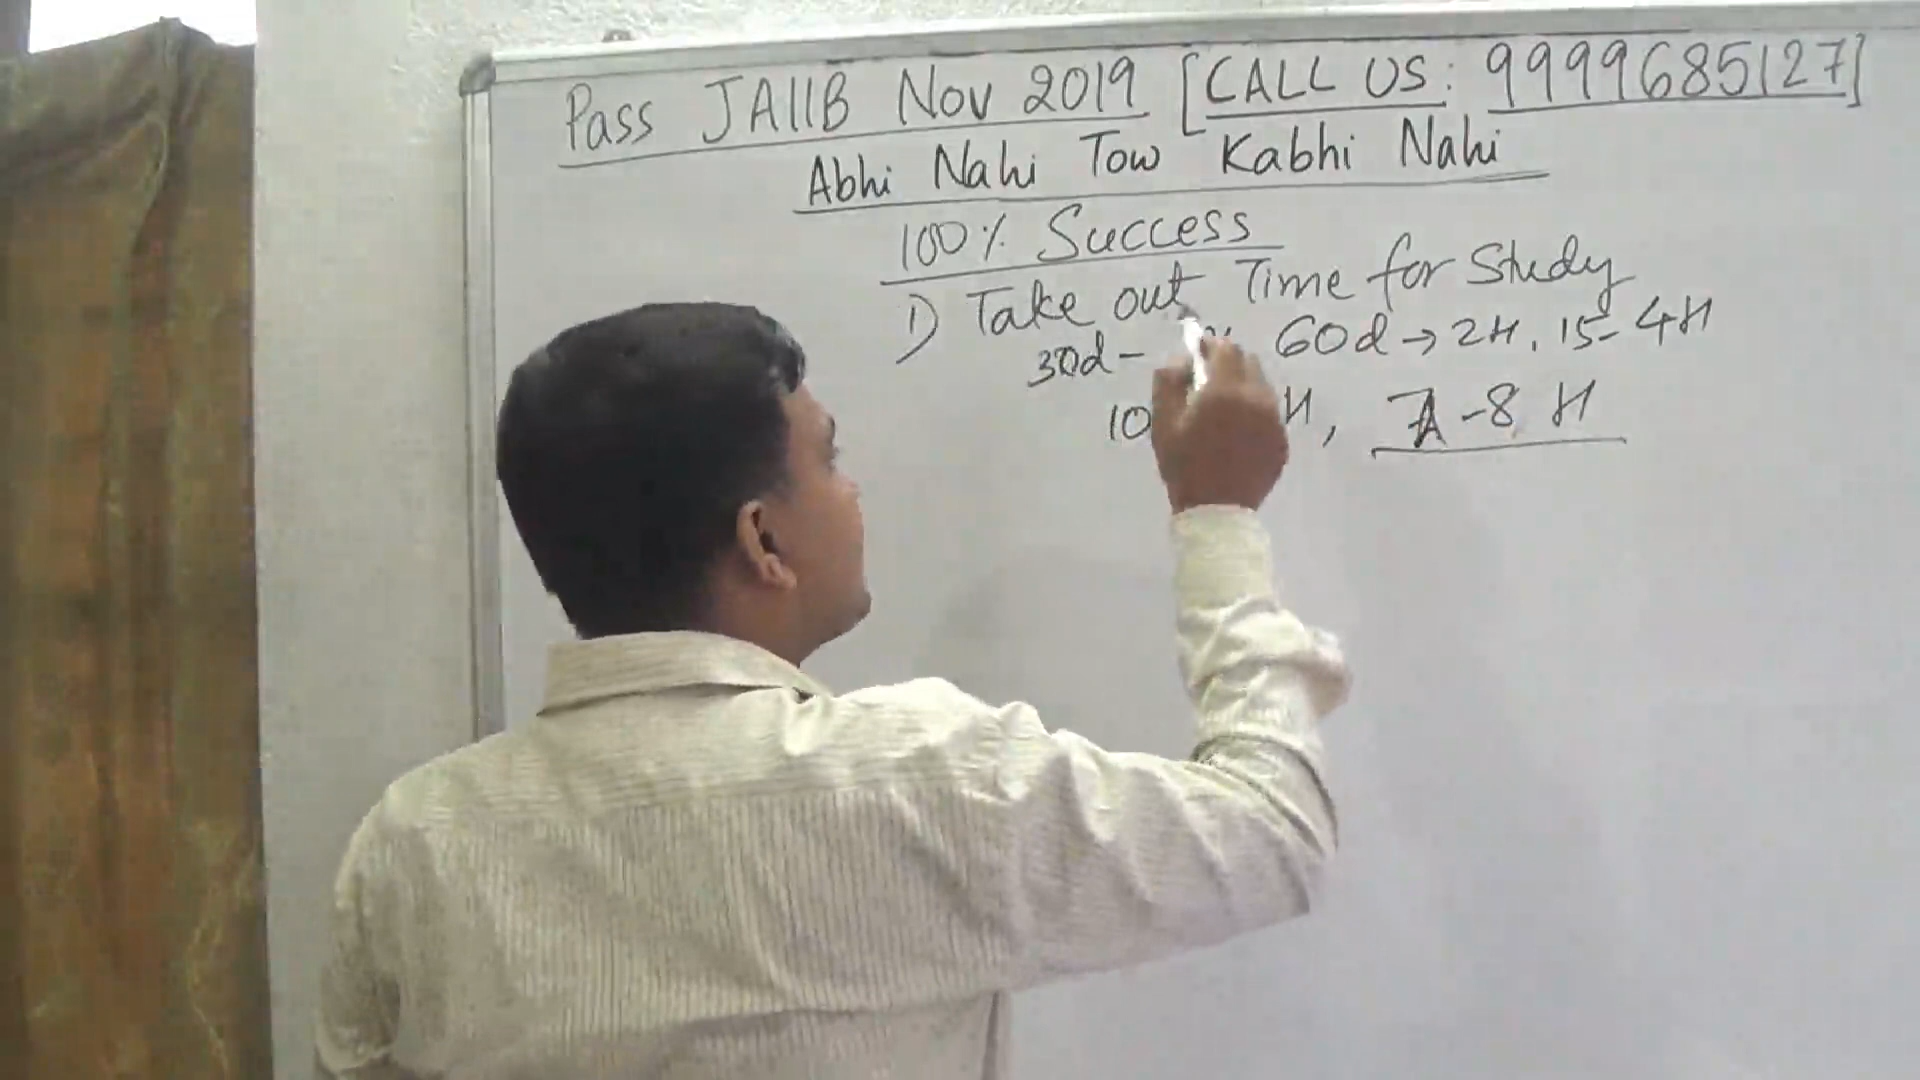 Pass JAIIB Nov 2019 [CALL US: 9999685127]
Abhi Nahi Tow Kabhi Nahi
100% Success
1) Take out Time for Study
30d- 60d → 2H, 15- 4H
10 H, 7-8 H